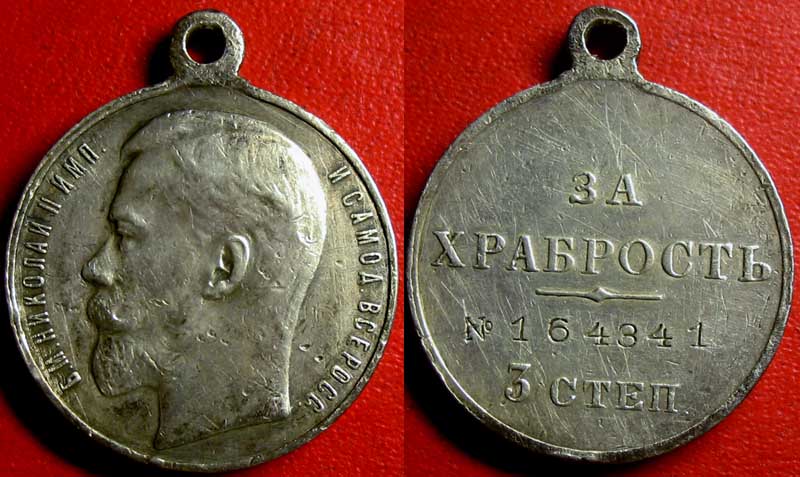 Б.М.НИКОЛАЙ II ИМП. И САМОД.ВСЕРОСС.
ЗА
ХРАБРОСТЬ
№ 164341
3 СТЕП.